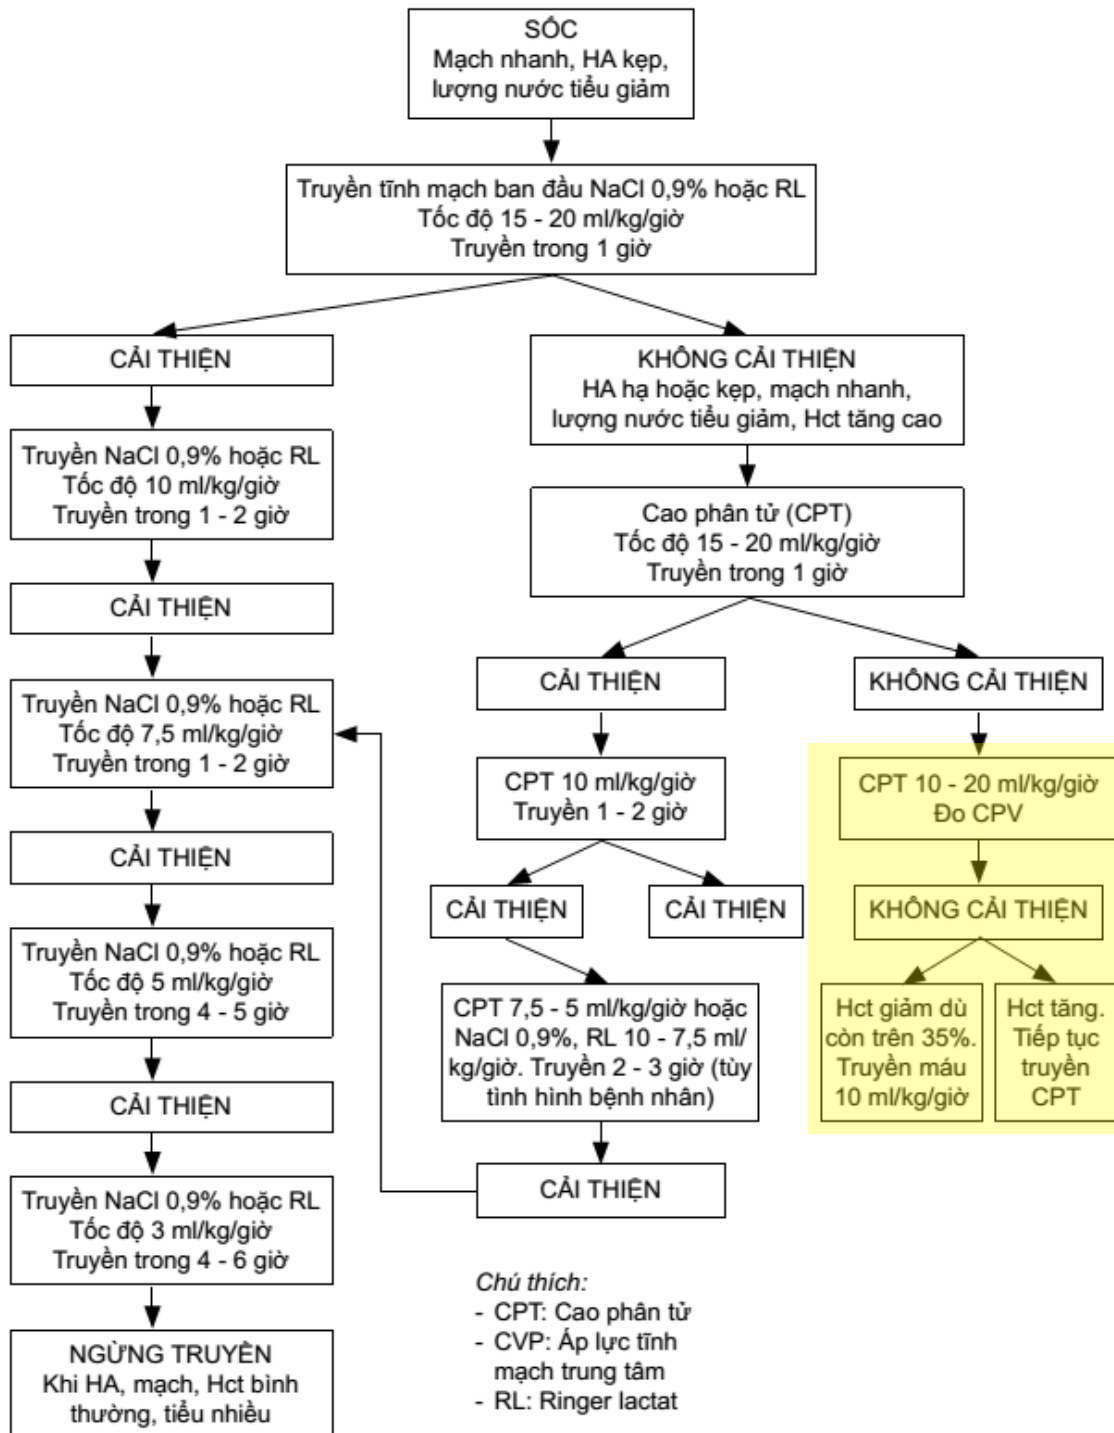 SỐC
Mạch nhanh, HA kẹp,
lượng nước tiểu giảm
Truyền tĩnh mạch ban đầu NaCl 0,9% hoặc RL
Tốc độ 15 - 20 ml/kg/giờ
Truyền trong 1 giờ
CẢI THIỆN
Truyền NaCl 0,9% hoặc RL
Tốc độ 10 ml/kg/giờ
Truyền trong 1 - 2 giờ
CẢI THIỆN
Truyền NaCl 0,9% hoặc RL
Tốc độ 7,5 ml/kg/giờ
Truyền trong 1 - 2 giờ
CẢI THIỆN
Truyền NaCl 0,9% hoặc RL
Tốc độ 5 ml/kg/giờ
Truyền trong 4 - 5 giờ
CẢI THIỆN
Truyền NaCl 0,9% hoặc RL
Tốc độ 3 ml/kg/giờ
Truyền trong 4 - 6 giờ
NGỪNG TRUYỀN
Khi HA, mạch, Hct bình
thường, tiểu nhiều
KHÔNG CẢI THIỆN
HA hạ hoặc kẹp, mạch nhanh,
lượng nước tiểu giảm, Hct tăng cao
Cao phân tử (CPT)
Tốc độ 15 - 20 ml/kg/giờ
Truyền trong 1 giờ
CẢI THIỆN
CPT 10 ml/kg/giờ
Truyền 1 - 2 giờ
CẢI THIỆN
CẢI THIỆN
CPT 7,5 - 5 ml/kg/giờ hoặc
NaCl 0,9%, RL 10 - 7,5 ml/
kg/giờ. Truyền 2 - 3 giờ (tùy
tình hình bệnh nhân)
CẢI THIỆN
KHÔNG CẢI THIỆN
CPT 10 - 20 ml/kg/giờ
Đo CPV
KHÔNG CẢI THIỆN
Hct giảm dù
còn trên 35%.
Truyền máu
10 ml/kg/giờ
Hct tăng.
Tiếp tục
truyền
CPT
Chú thích:
- CPT: Cao phân tử
- CVP: Áp lực tĩnh
mạch trung tâm
- RL: Ringer lactat